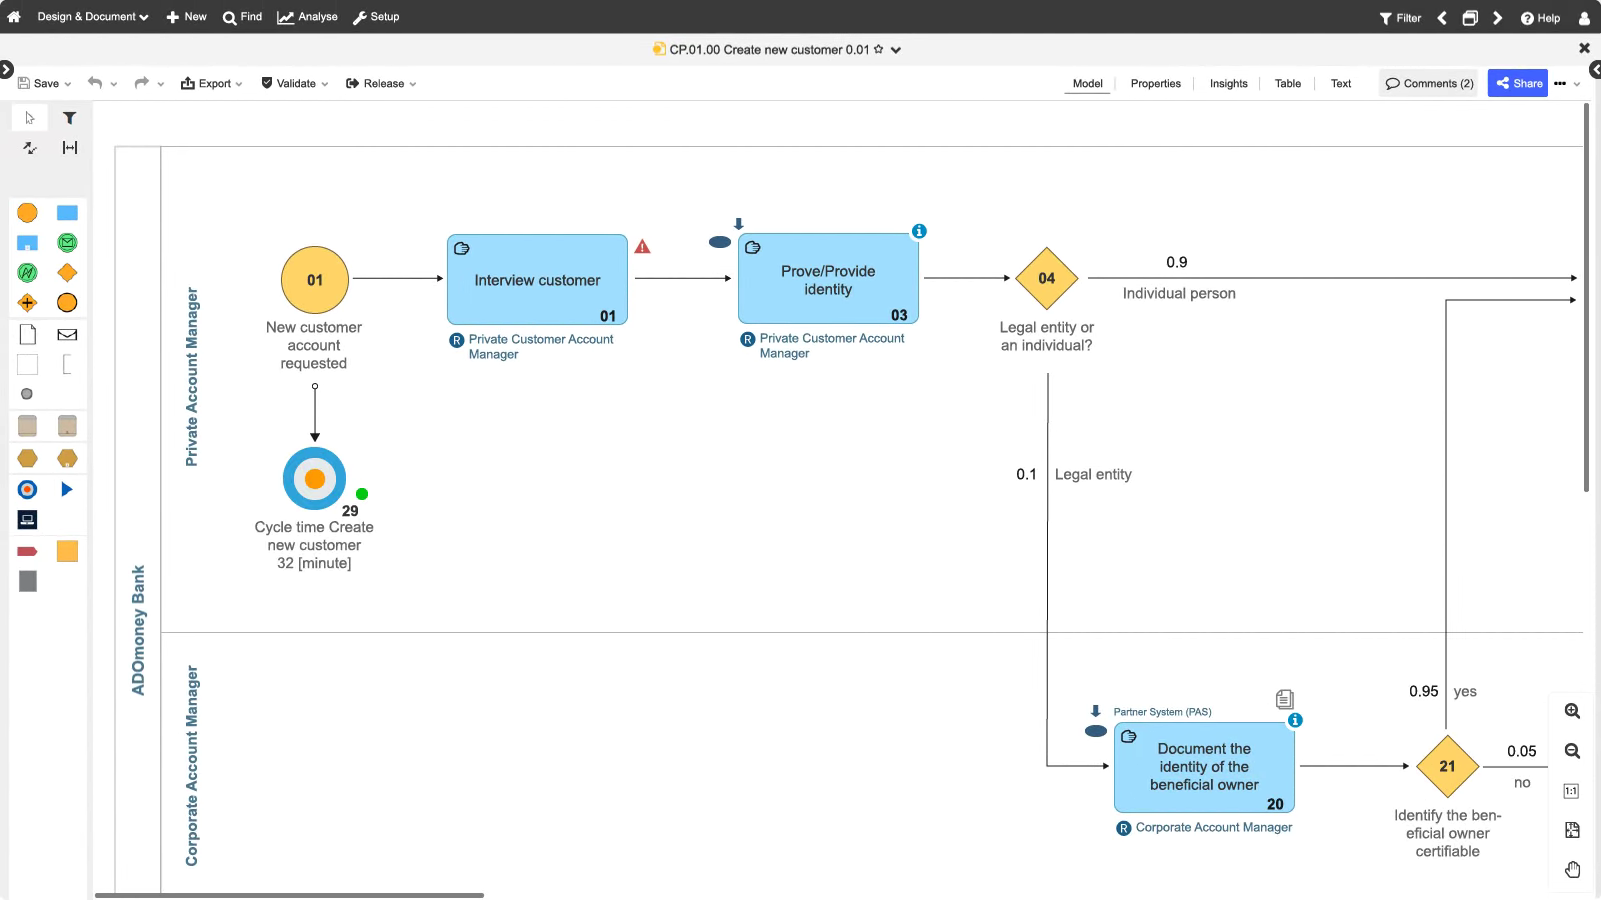 Design & Document
New
Find
Analyse
Setup
Filter
Help
CP.01.00 Create new customer 0.01
Save
Export
Validate
Release
Model
Properties
Insights
Table
Text
Comments (2)
Share
ADOmoney Bank
Private Account Manager
01
New customer
account
requested
Interview customer
01
R Private Customer Account
Manager
Prove/Provide
identity
03
R Private Customer Account
Manager
04
Legal entity or
an individual?
0.9
Individual person
0.1
Legal entity
29
Cycle time Create
new customer
32 [minute]
Corporate Account Manager
Partner System (PAS)
Document the
identity of the
beneficial owner
20
R Corporate Account Manager
0.95
yes
21
0.05
no
Identify the ben-
eficial owner
certifiable
1:1